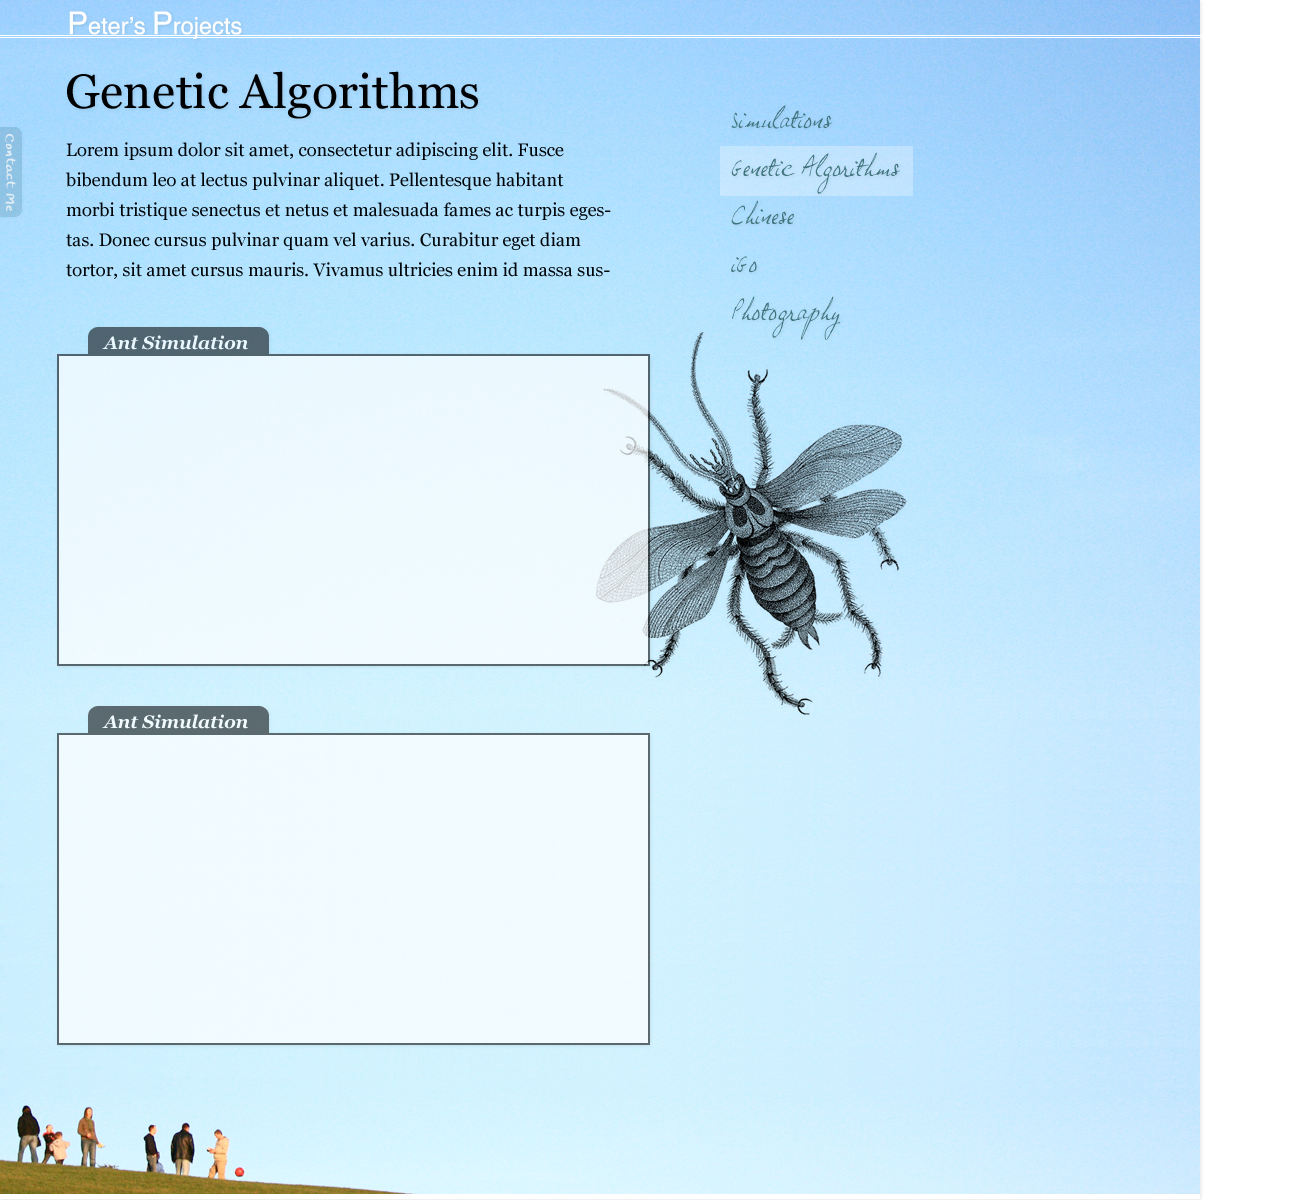 Peter's Projects
Genetic Algorithms
Contact Me
Lorem ipsum dolor sit amet, consectetur adipiscing elit. Fusce
bibendum leo at lectus pulvinar aliquet. Pellentesque habitant
morbi tristique senectus et netus et malesuada fames ac turpis eges-
tas. Donec cursus pulvinar quam vel varius. Curabitur eget diam
tortor, sit amet cursus mauris. Vivamus ultricies enim id massa sus-
Simulations
Genetic Algorithms
Chinese
iGo
Photography
Ant Simulation
Ant Simulation